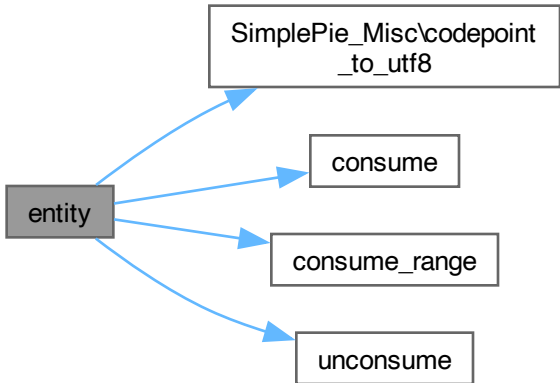 SimplePie_Misc\codepoint
_to_utf8
consume
entity
consume_range
unconsume